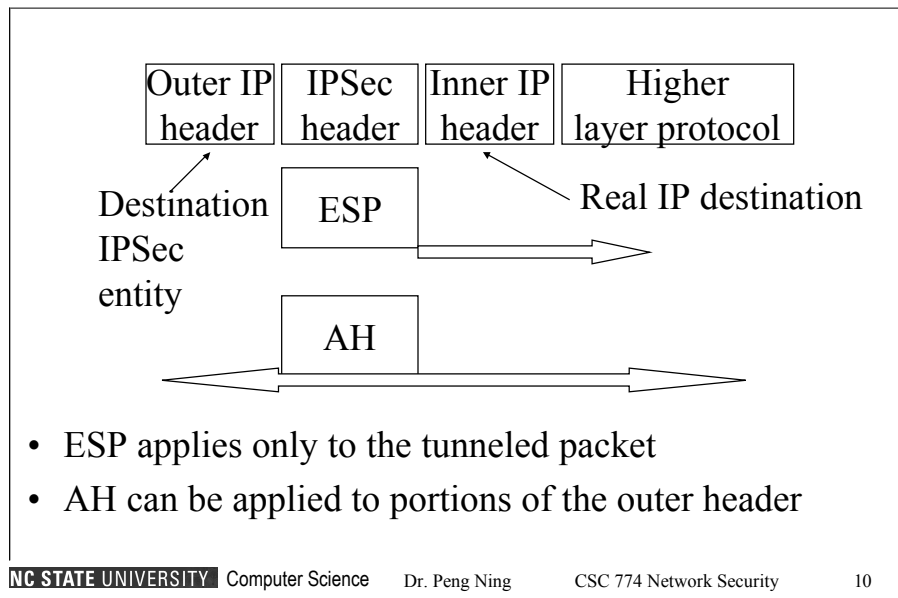 Outer IP header
IPSec header
Inner IP header
Higher layer protocol
Destination IPSec entity
ESP
Real IP destination
AH
• ESP applies only to the tunneled packet
• AH can be applied to portions of the outer header
NC STATE UNIVERSITY Computer Science Dr. Peng Ning CSC 774 Network Security 10